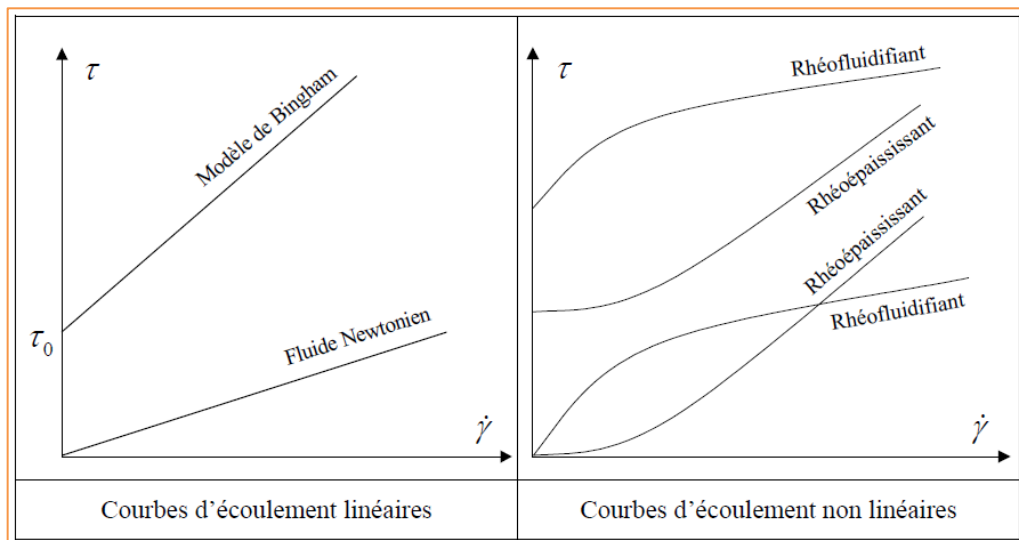 τ
Modèle de Bingham
τ₀
Fluide Newtonien
γ̇
Courbes d'écoulement linéaires
τ
Rhéofluidifiant
Rhéoépaississant
Rhéoépaississant
Rhéofluidifiant
γ̇
Courbes d'écoulement non linéaires